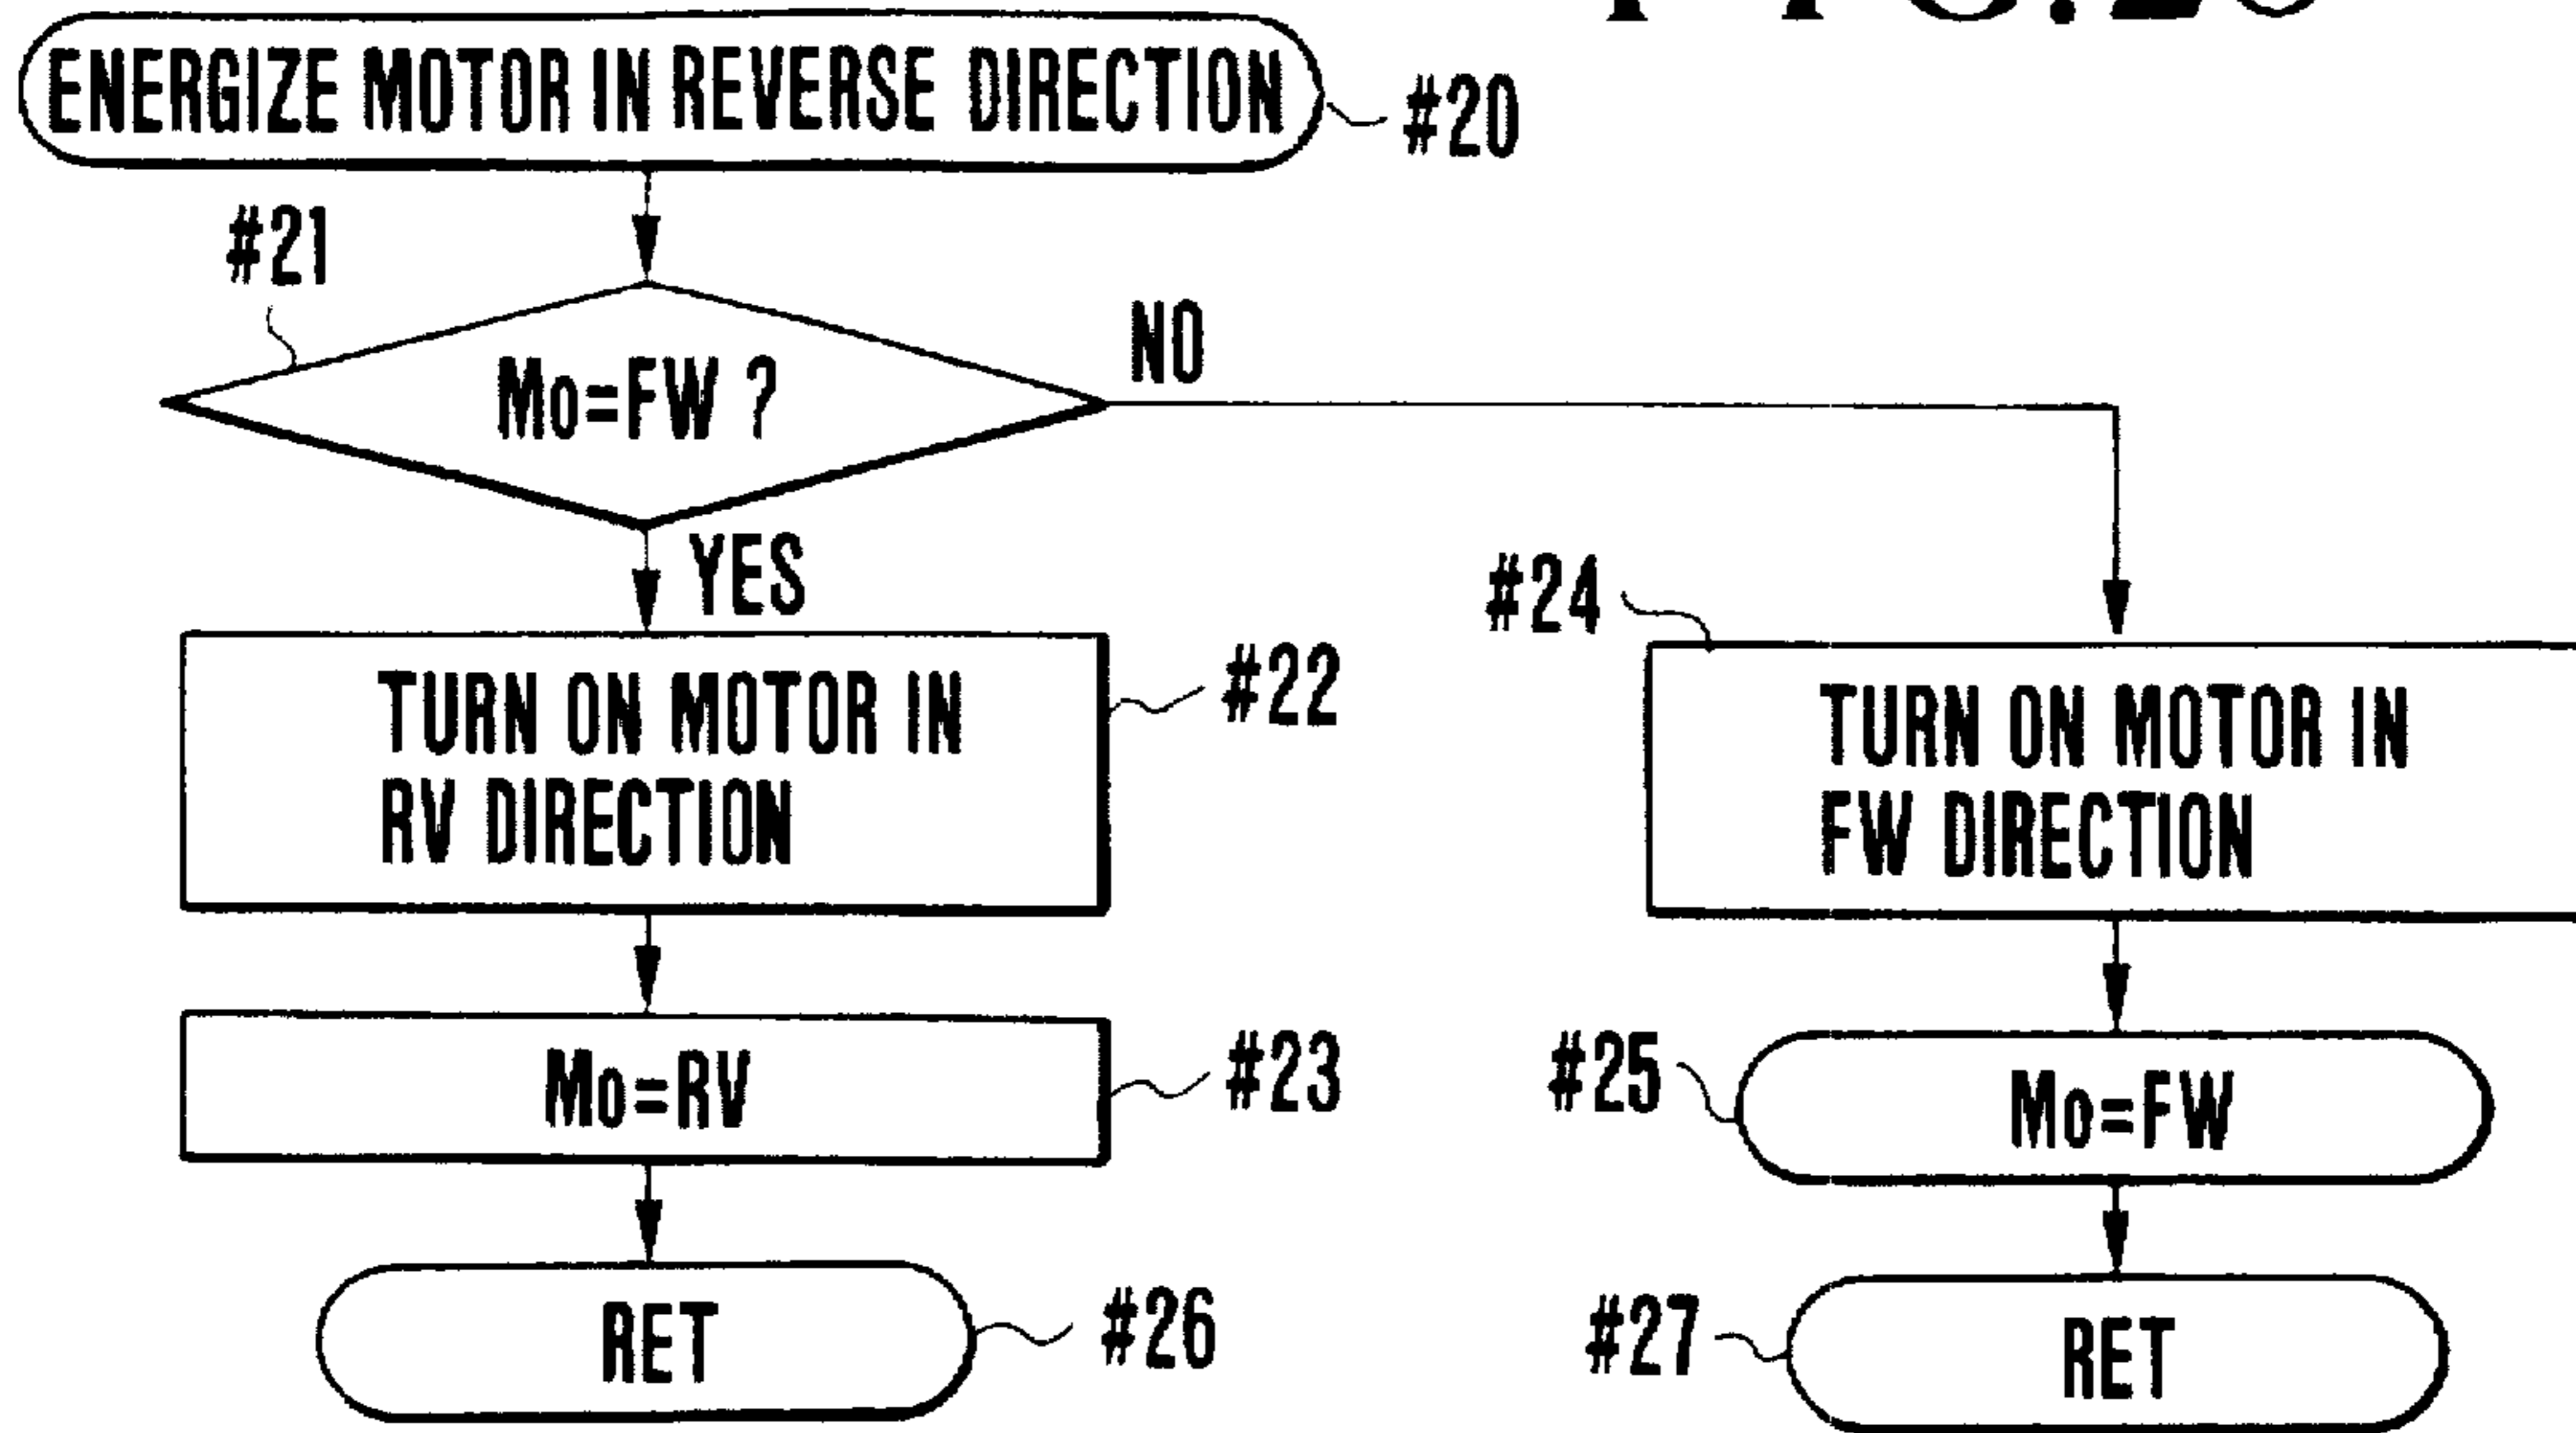 ENERGIZE MOTOR IN REVERSE DIRECTION
#20
#21
Mo=FW ?
NO
YES
TURN ON MOTOR IN
RV DIRECTION
#22
#24
TURN ON MOTOR IN
FW DIRECTION
Mo=RV
#23
#25
Mo=FW
RET
#26
#27
RET